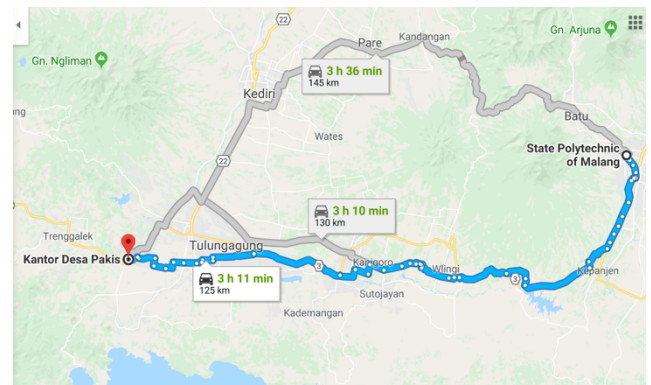 22
Gn. Arjuna
Pare
Kandangan
Gn. Ngliman
3 h 36 min
145 km
Kediri
Batu
Wates
State Polytechnic
of Malang
22
3 h 10 min
130 km
Trenggalek
Tulungagung
Kantor Desa Pakis
Kanigoro
3
Wlingi
3
Kepanjen
3 h 11 min
125 km
Sutojayan
Kademangan